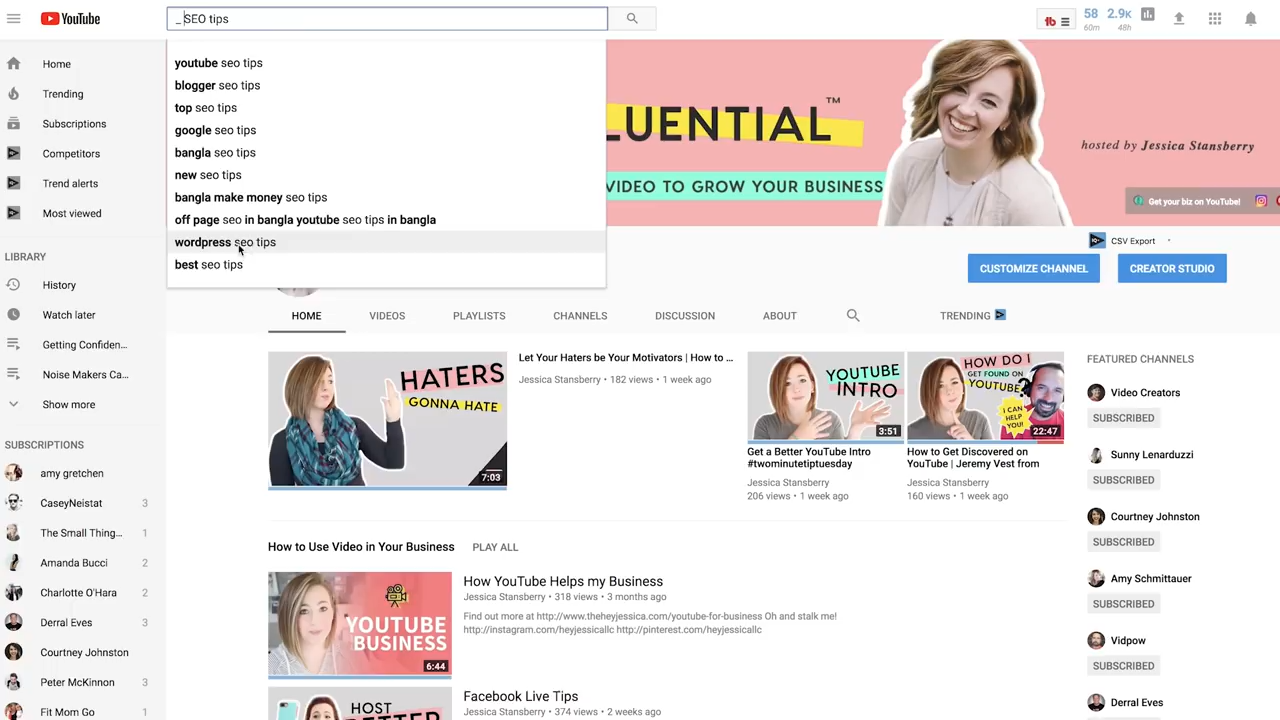 YouTube
_ SEO tips
tb
58
60m
2.9K
48h
Home
Trending
Subscriptions
Competitors
Trend alerts
Most viewed
LIBRARY
History
Watch later
Getting Confiden...
Noise Makers Ca...
Show more
SUBSCRIPTIONS
amy gretchen
CaseyNeistat 3
The Small Thing... 1
Amanda Bucci 2
Charlotte O'Hara 2
Derral Eves 3
Courtney Johnston
Peter McKinnon 3
Fit Mom Go 1
youtube seo tips
blogger seo tips
top seo tips
google seo tips
bangla seo tips
new seo tips
bangla make money seo tips
off page seo in bangla youtube seo tips in bangla
wordpress seo tips
best seo tips
LUENTIAL™
VIDEO TO GROW YOUR BUSINESS
hosted by Jessica Stansberry
Get your biz on YouTube!
CSV Export
CUSTOMIZE CHANNEL
CREATOR STUDIO
HOME
VIDEOS
PLAYLISTS
CHANNELS
DISCUSSION
ABOUT
TRENDING
HATERS
GONNA HATE
7:03
Let Your Haters be Your Motivators | How to ...
Jessica Stansberry • 182 views • 1 week ago
YOUTUBE
INTRO
3:51
Get a Better YouTube Intro
#twominutetiptuesday
Jessica Stansberry
206 views • 1 week ago
HOW DO I
GET FOUND ON
YOUTUBE?
I CAN
HELP
YOU!
22:47
How to Get Discovered on
YouTube | Jeremy Vest from
Jessica Stansberry
160 views • 1 week ago
How to Use Video in Your Business
PLAY ALL
YOUTUBE
BUSINESS
6:44
How YouTube Helps my Business
Jessica Stansberry • 318 views • 3 months ago
Find out more at http://www.theheyjessica.com/youtube-for-business Oh and stalk me!
http://instagram.com/heyjessicallc http://pinterest.com/heyjessicallc
HOST
Facebook Live Tips
Jessica Stansberry • 374 views • 2 weeks ago
FEATURED CHANNELS
Video Creators
SUBSCRIBED
Sunny Lenarduzzi
SUBSCRIBED
Courtney Johnston
SUBSCRIBED
Amy Schmittauer
SUBSCRIBED
Vidpow
SUBSCRIBED
Derral Eves